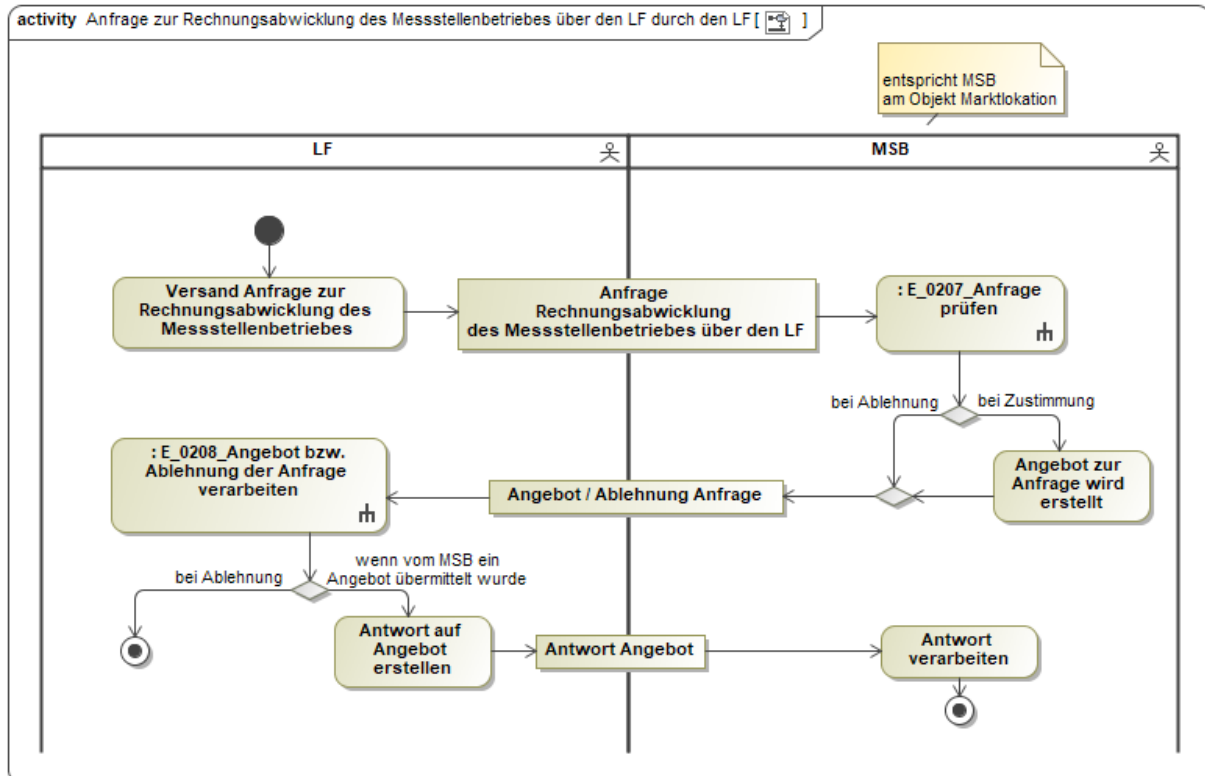 activity Anfrage zur Rechnungsabwicklung des Messstellenbetriebes über den LF durch den LF [ ]
entspricht MSB
am Objekt Marktlokation
LF
MSB
Versand Anfrage zur
Rechnungsabwicklung des
Messstellenbetriebes
Anfrage
Rechnungsabwicklung
des Messstellenbetriebes über den LF
: E_0207_Anfrage
prüfen
bei Ablehnung
bei Zustimmung
Angebot zur
Anfrage wird
erstellt
Angebot / Ablehnung Anfrage
: E_0208_Angebot bzw.
Ablehnung der Anfrage
verarbeiten
bei Ablehnung
wenn vom MSB ein
Angebot übermittelt wurde
Antwort auf
Angebot
erstellen
Antwort Angebot
Antwort
verarbeiten